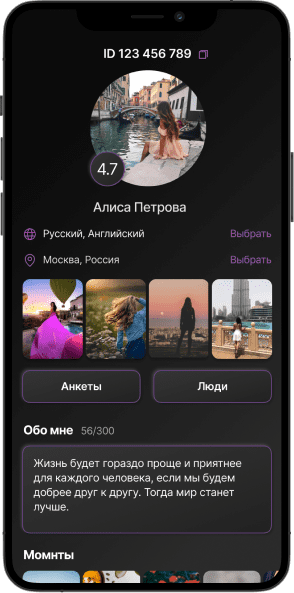 ID 123 456 789
4.7
Алиса Петрова
Русский, Английский Выбрать
Москва, Россия Выбрать
Анкеты Люди
Обо мне 56/300
Жизнь будет гораздо проще и приятнее
для каждого человека, если мы будем
добрее друг к другу. Тогда мир станет
лучше.
Момнты